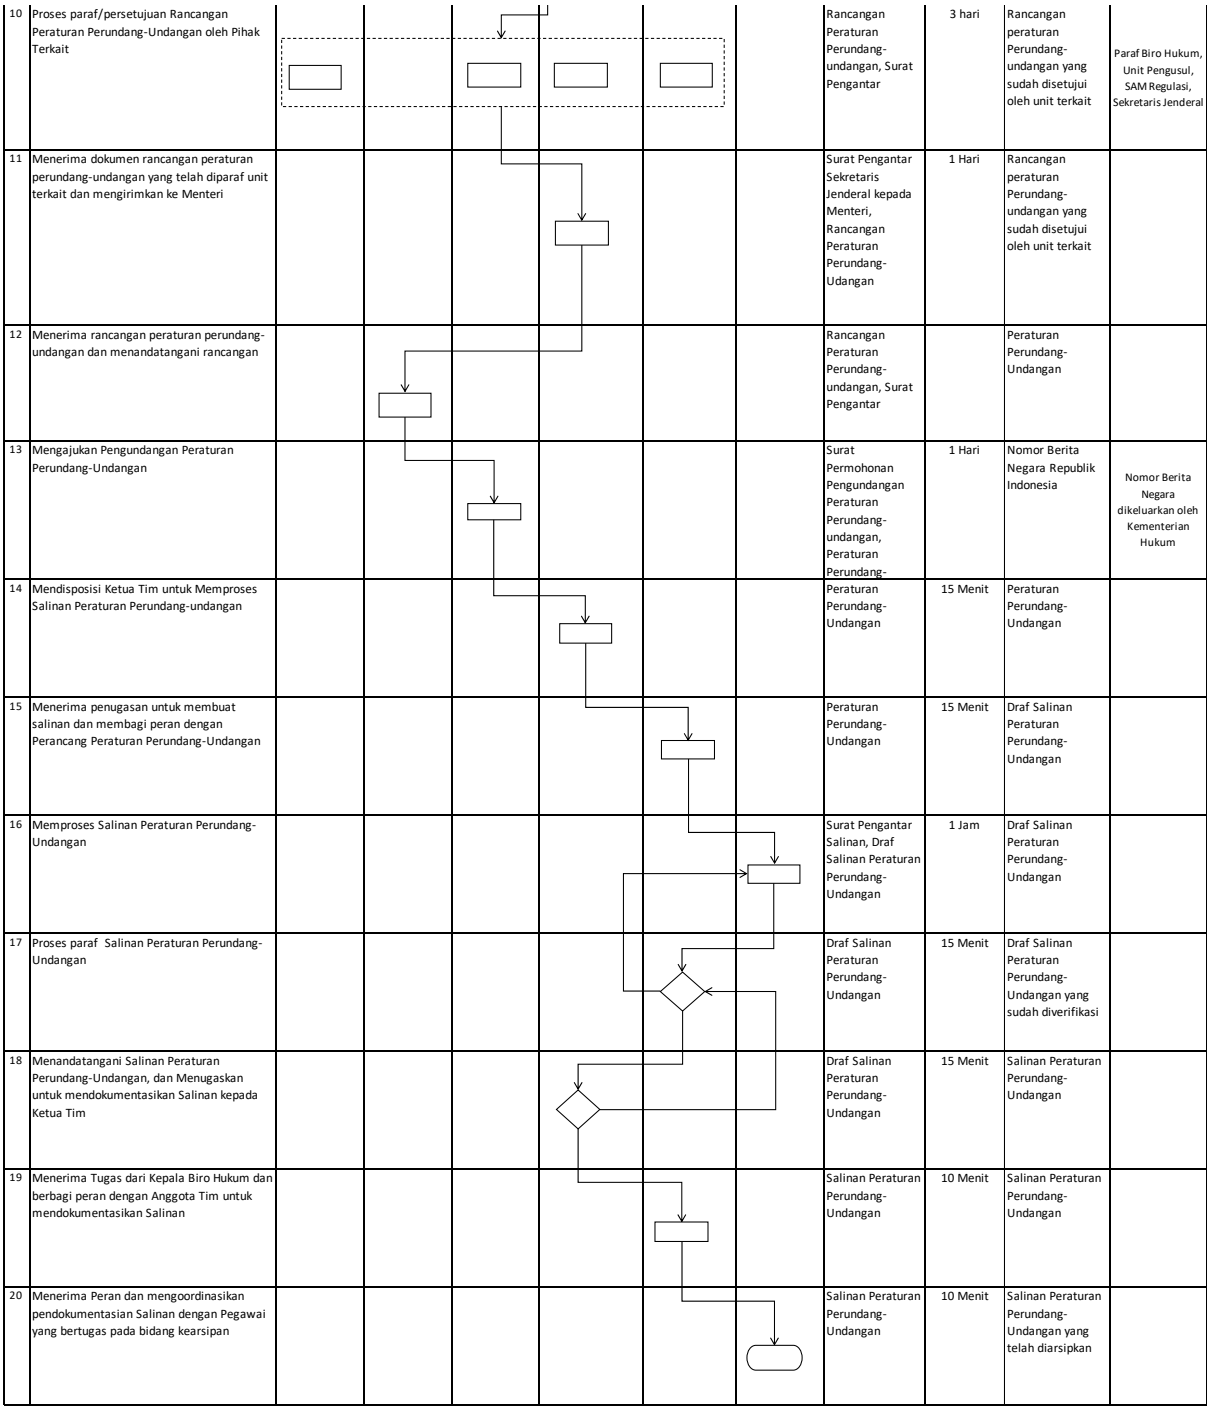 10
Proses paraf/persetujuan Rancangan
Peraturan Perundang-Undangan oleh Pihak
Terkait
Rancangan
Peraturan
Perundang-
undangan, Surat
Pengantar
3 hari
Rancangan
peraturan
Perundang-
undangan yang
sudah disetujui
oleh unit terkait
Paraf Biro Hukum,
Unit Pengusul,
SAM Regulasi,
Sekretaris Jenderal
11
Menerima dokumen rancangan peraturan
perundang-undangan yang telah diparaf unit
terkait dan mengirimkan ke Menteri
Surat Pengantar
Sekretaris
Jenderal kepada
Menteri,
Rancangan
Peraturan
Perundang-
Udangan
1 Hari
Rancangan
peraturan
Perundang-
undangan yang
sudah disetujui
oleh unit terkait
12
Menerima rancangan peraturan perundang-
undangan dan menandatangani rancangan
Rancangan
Peraturan
Perundang-
undangan, Surat
Pengantar
Peraturan
Perundang-
Undangan
13
Mengajukan Pengundangan Peraturan
Perundang-Undangan
Surat
Permohonan
Pengundangan
Peraturan
Perundang-
undangan,
Peraturan
Perundang-
1 Hari
Nomor Berita
Negara Republik
Indonesia
Nomor Berita
Negara
dikeluarkan oleh
Kementerian
Hukum
14
Mendisposisi Ketua Tim untuk Memproses
Salinan Peraturan Perundang-undangan
Peraturan
Perundang-
Undangan
15 Menit
Peraturan
Perundang-
Undangan
15
Menerima penugasan untuk membuat
salinan dan membagi peran dengan
Perancang Peraturan Perundang-Undangan
Peraturan
Perundang-
Undangan
15 Menit
Draf Salinan
Peraturan
Perundang-
Undangan
16
Memproses Salinan Peraturan Perundang-
Undangan
Surat Pengantar
Salinan, Draf
Salinan Peraturan
Perundang-
Undangan
1 Jam
Draf Salinan
Peraturan
Perundang-
Undangan
17
Proses paraf  Salinan Peraturan Perundang-
Undangan
Draf Salinan
Peraturan
Perundang-
Undangan
15 Menit
Draf Salinan
Peraturan
Perundang-
Undangan yang
sudah diverifikasi
18
Menandatangani Salinan Peraturan
Perundang-Undangan, dan Menugaskan
untuk mendokumentasikan Salinan kepada
Ketua Tim
Draf Salinan
Peraturan
Perundang-
Undangan
15 Menit
Salinan Peraturan
Perundang-
Undangan
19
Menerima Tugas dari Kepala Biro Hukum dan
berbagi peran dengan Anggota Tim untuk
mendokumentasikan Salinan
Salinan Peraturan
Perundang-
Undangan
10 Menit
Salinan Peraturan
Perundang-
Undangan
20
Menerima Peran dan mengoordinasikan
pendokumentasian Salinan dengan Pegawai
yang bertugas pada bidang kearsipan
Salinan Peraturan
Perundang-
Undangan
10 Menit
Salinan Peraturan
Perundang-
Undangan yang
telah diarsipkan